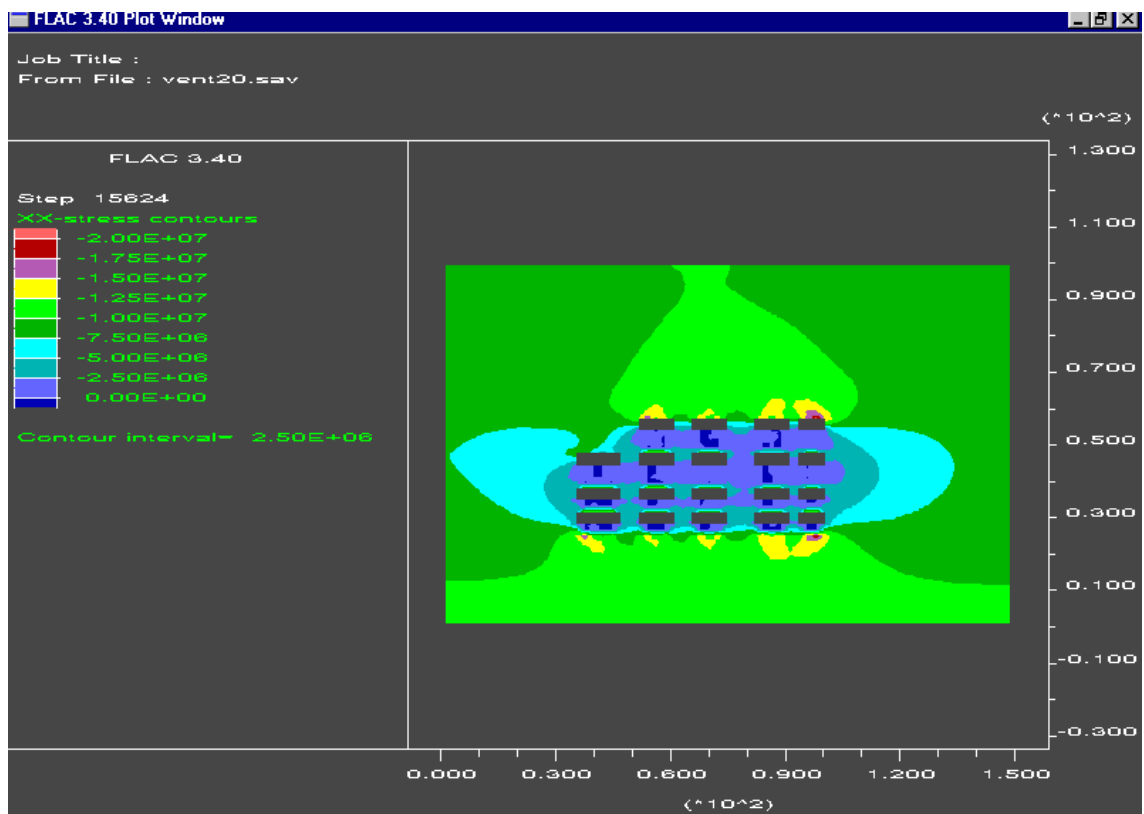 FLAC 3.40 Plot Window
Job Title :
From File : vent20.sav
(*10^2)
FLAC 3.40
Step 15624
XX-stress contours
-2.00E+07
-1.75E+07
-1.50E+07
-1.25E+07
-1.00E+07
-7.50E+06
-5.00E+06
-2.50E+06
0.00E+00
Contour interval= 2.50E+06
1.300
1.100
0.900
0.700
0.500
0.300
0.100
-0.100
-0.300
0.000 0.300 0.600 0.900 1.200 1.500
(*10^2)